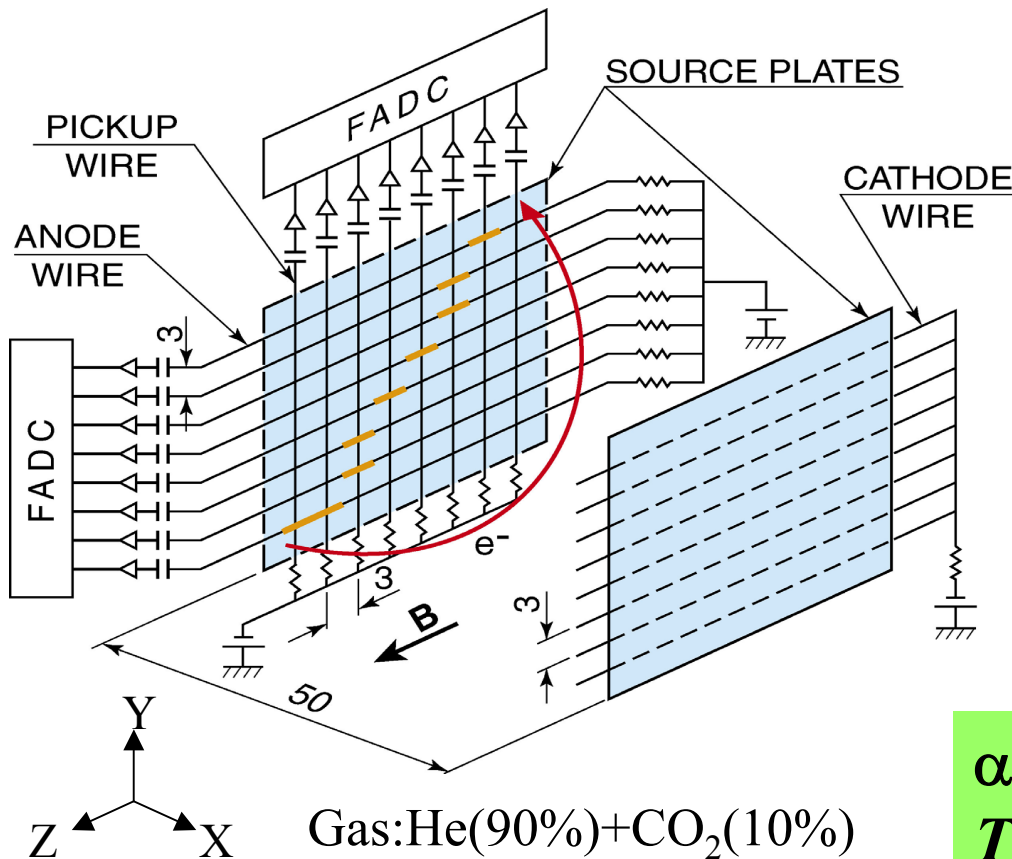 FADC
SOURCE PLATES
PICKUP
WIRE
CATHODE
WIRE
ANODE
WIRE
3
FADC
e-
3
B
3
50
Y
Z
X
Gas:He(90%)+CO₂(10%)
α
T